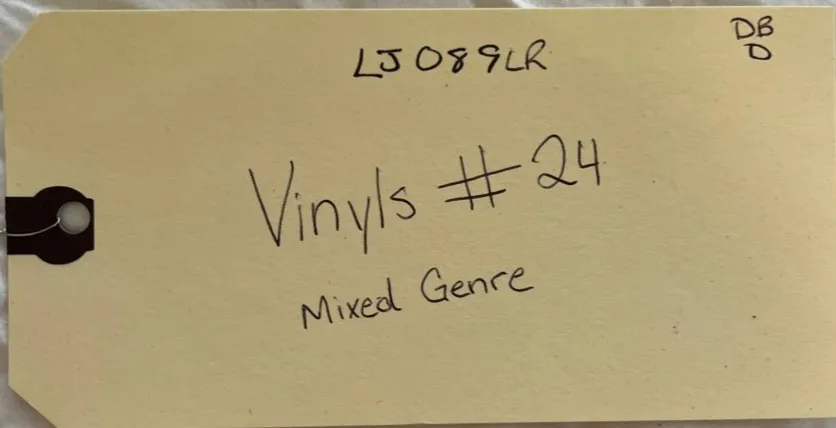 LJ089LR
DB
D
Vinyls #24
Mixed Genre